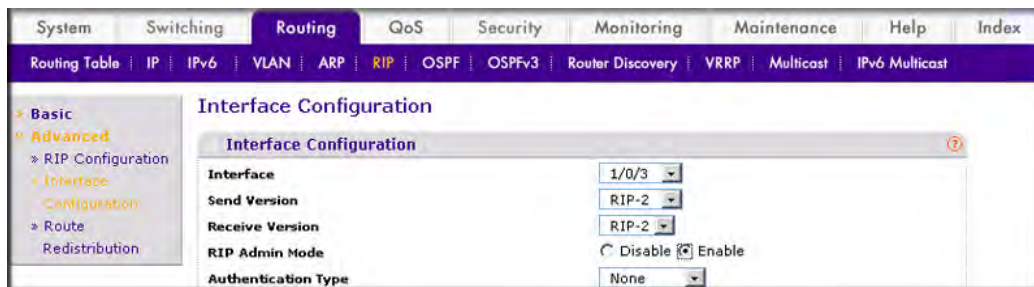 System Switching Routing QoS Security Monitoring Maintenance Help Index
Routing Table IP IPv6 VLAN ARP RIP OSPF OSPFv3 Router Discovery VRRP Multicast IPv6 Multicast
Basic
Advanced
» RIP Configuration
» Interface
Configuration
» Route
Redistribution
Interface Configuration
Interface Configuration
Interface 1/0/3
Send Version RIP-2
Receive Version RIP-2
RIP Admin Mode Disable Enable
Authentication Type None